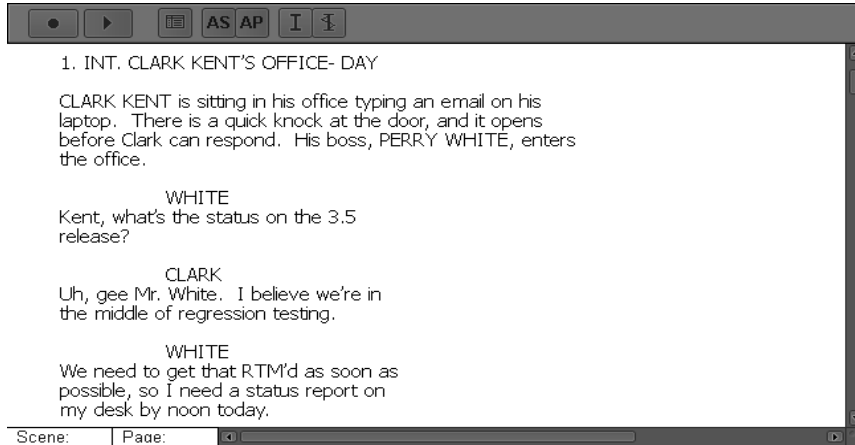 AS AP
1. INT. CLARK KENT'S OFFICE- DAY
CLARK KENT is sitting in his office typing an email on his
laptop.  There is a quick knock at the door, and it opens
before Clark can respond.  His boss, PERRY WHITE, enters
the office.
WHITE
Kent, what's the status on the 3.5
release?
CLARK
Uh, gee Mr. White.  I believe we're in
the middle of regression testing.
WHITE
We need to get that RTM'd as soon as
possible, so I need a status report on
my desk by noon today.
Scene: Page: